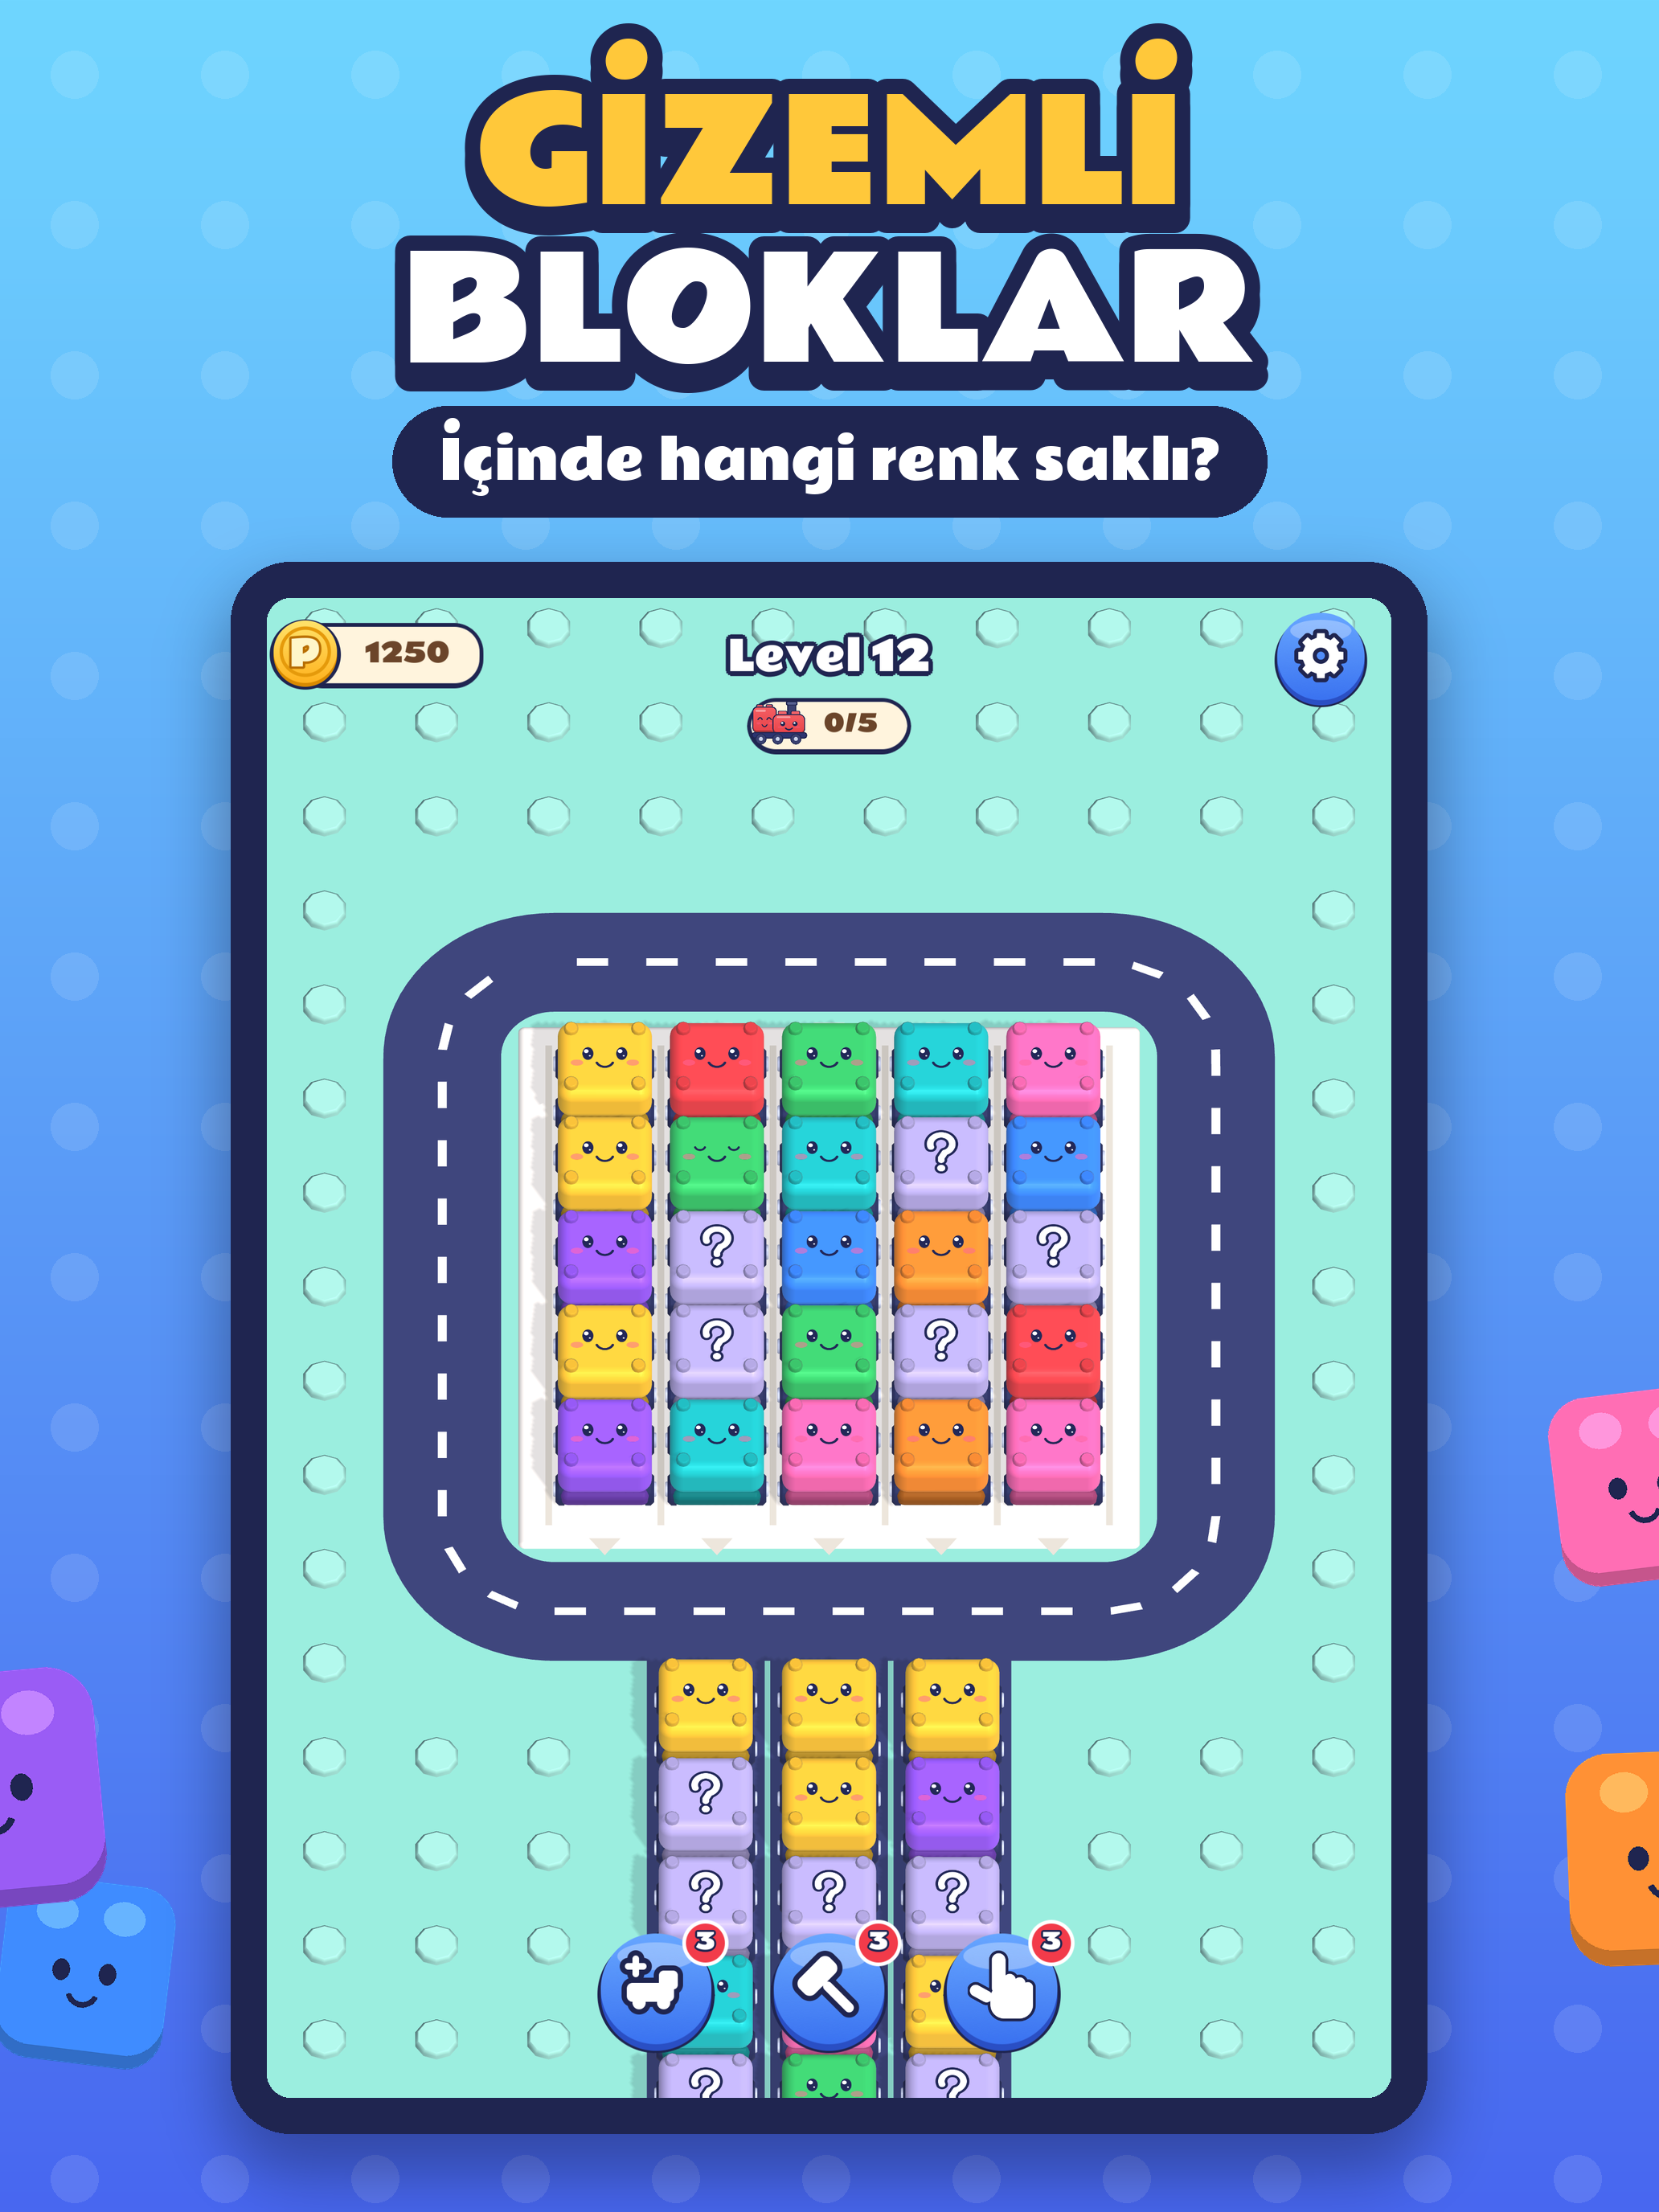 GİZEMLİ
BLOKLAR
İçinde hangi renk saklı?
P 1250
Level 12
0/5
?
? ?
? ?
?
? ? ?
3 3 3
? ?